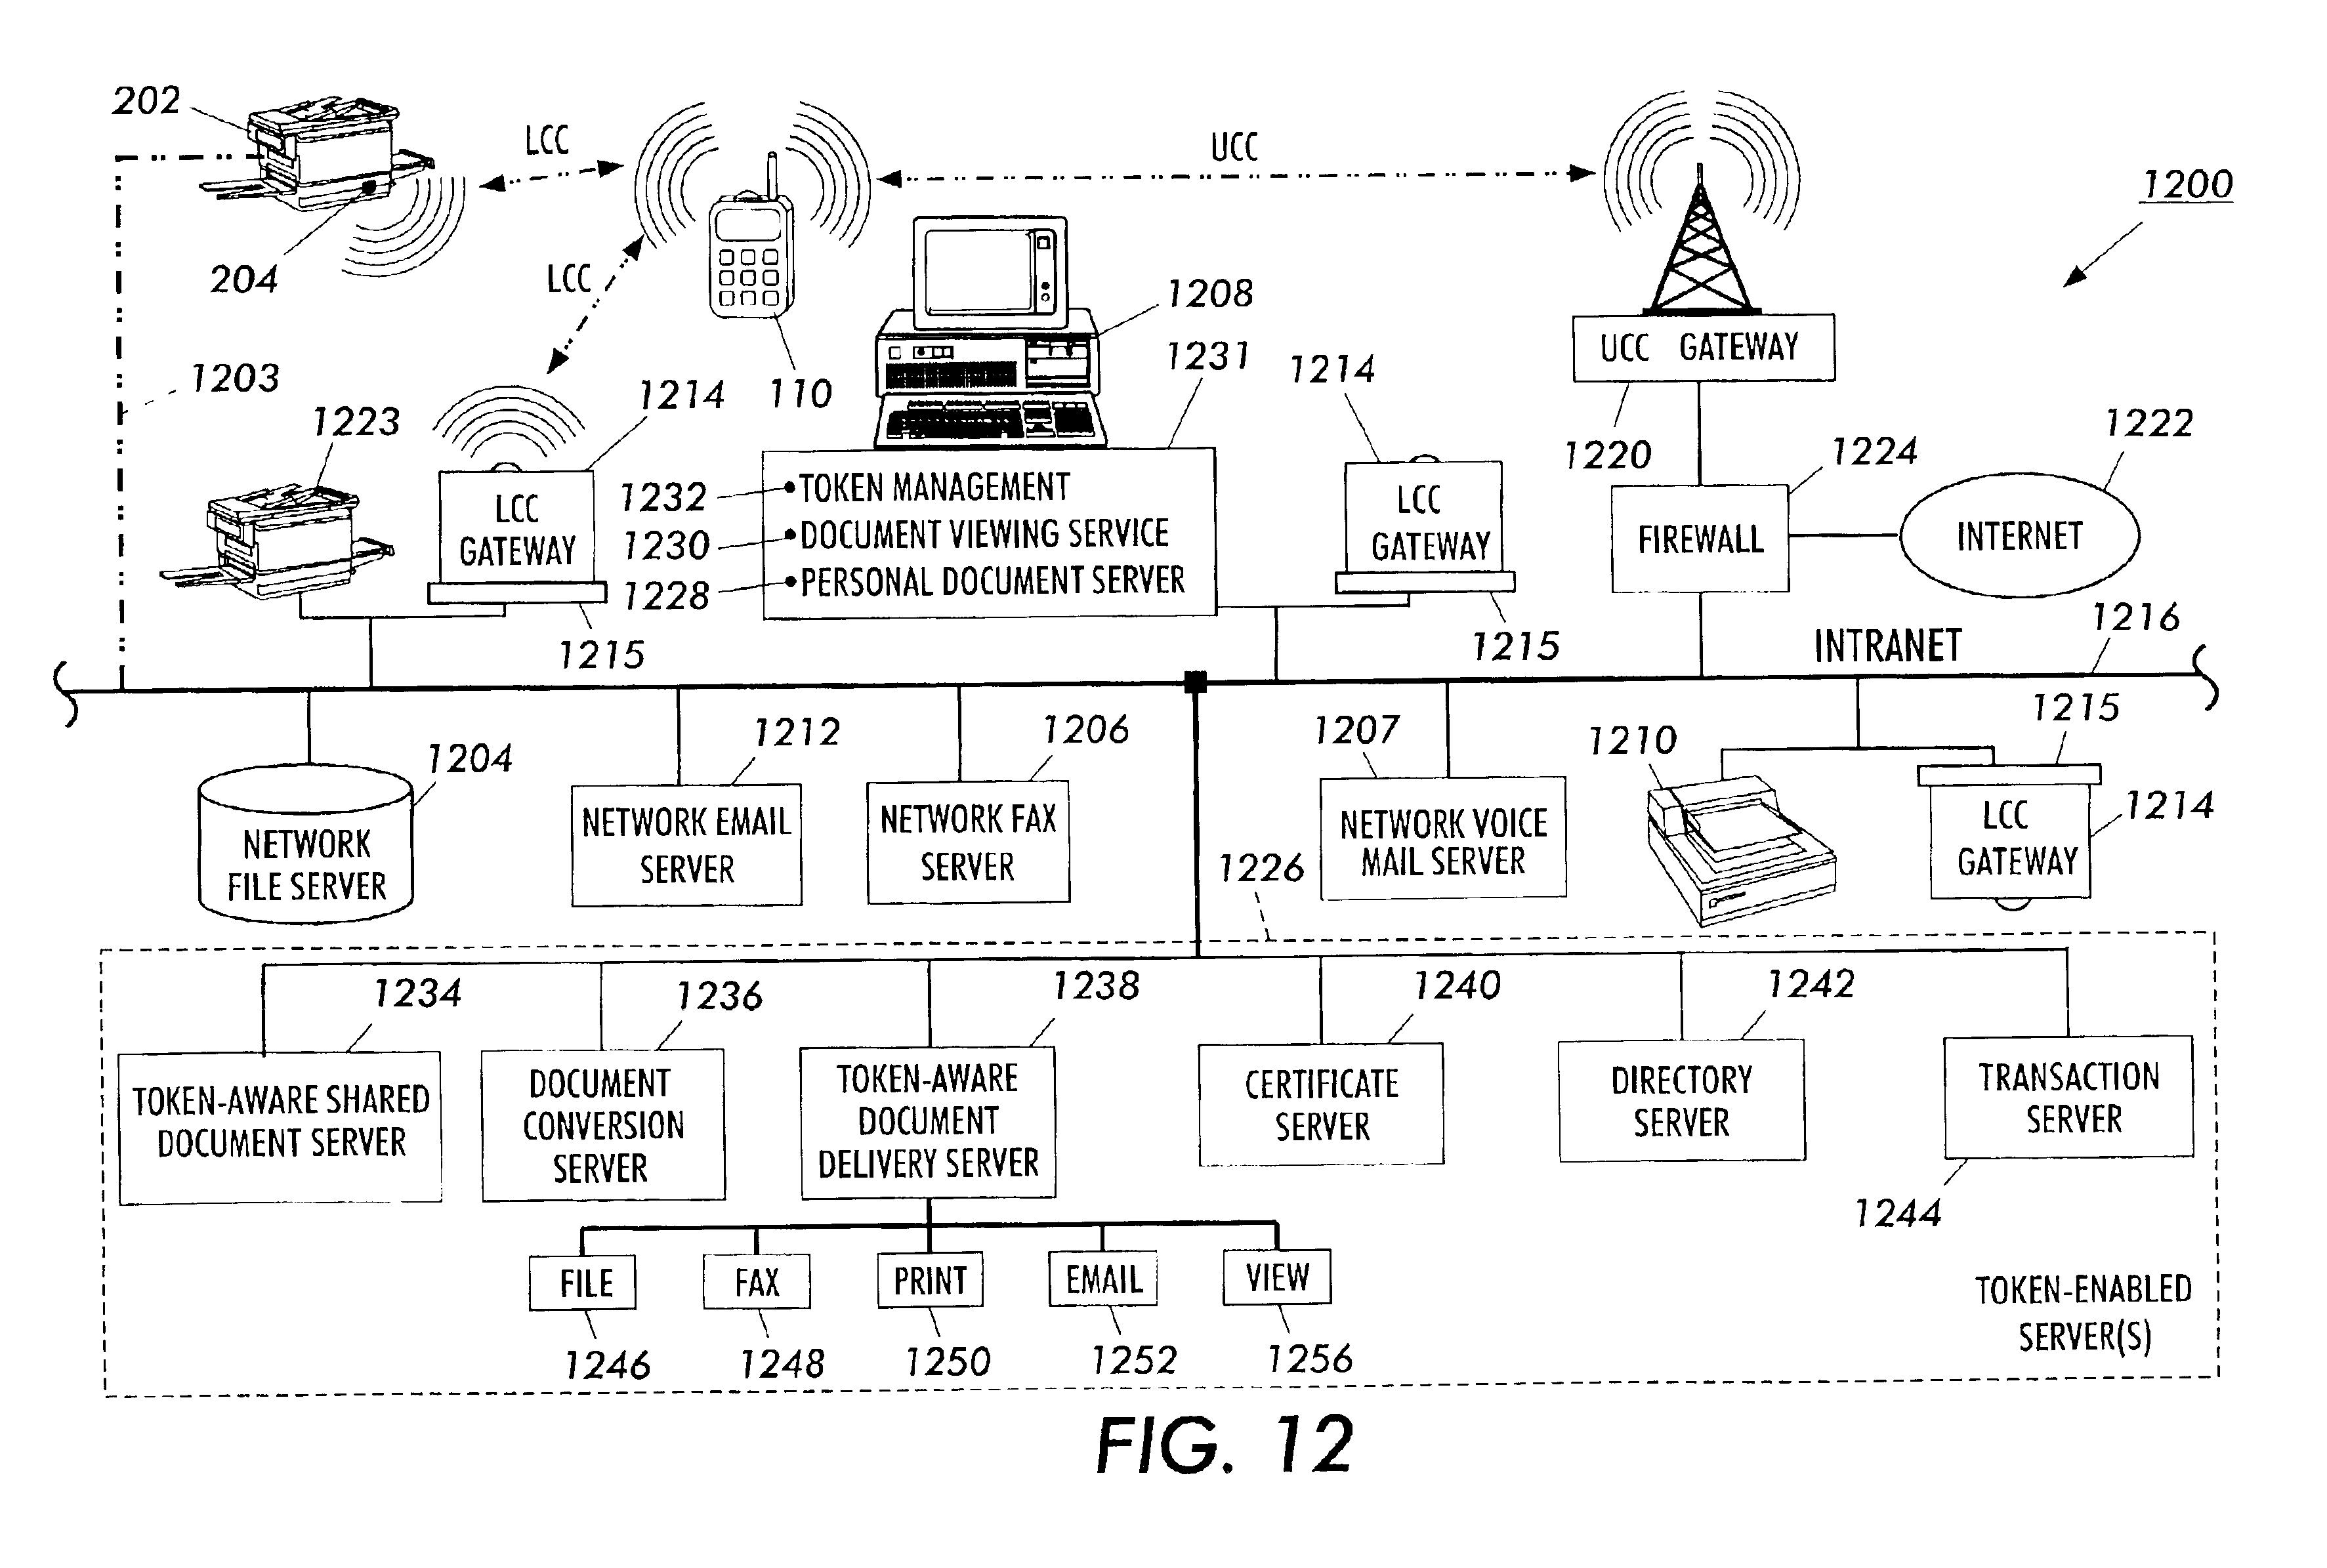 202
LCC
UCC
1200
204
LCC
1208
1203
1214
110
1231
1214
UCC GATEWAY
1223
1220
1224
1222
LCC
GATEWAY
1232
• TOKEN MANAGEMENT
1230
• DOCUMENT VIEWING SERVICE
1228
• PERSONAL DOCUMENT SERVER
LCC
GATEWAY
FIREWALL
INTERNET
1215
1215
INTRANET
1216
1204
1212
1206
1207
1210
1215
NETWORK
FILE SERVER
NETWORK EMAIL
SERVER
NETWORK FAX
SERVER
1226
NETWORK VOICE
MAIL SERVER
LCC
GATEWAY
1214
1234
1236
1238
1240
1242
TOKEN-AWARE SHARED
DOCUMENT SERVER
DOCUMENT
CONVERSION
SERVER
TOKEN-AWARE
DOCUMENT
DELIVERY SERVER
CERTIFICATE
SERVER
DIRECTORY
SERVER
TRANSACTION
SERVER
1244
FILE
FAX
PRINT
EMAIL
VIEW
1246
1248
1250
1252
1256
TOKEN-ENABLED
SERVER(S)
FIG. 12